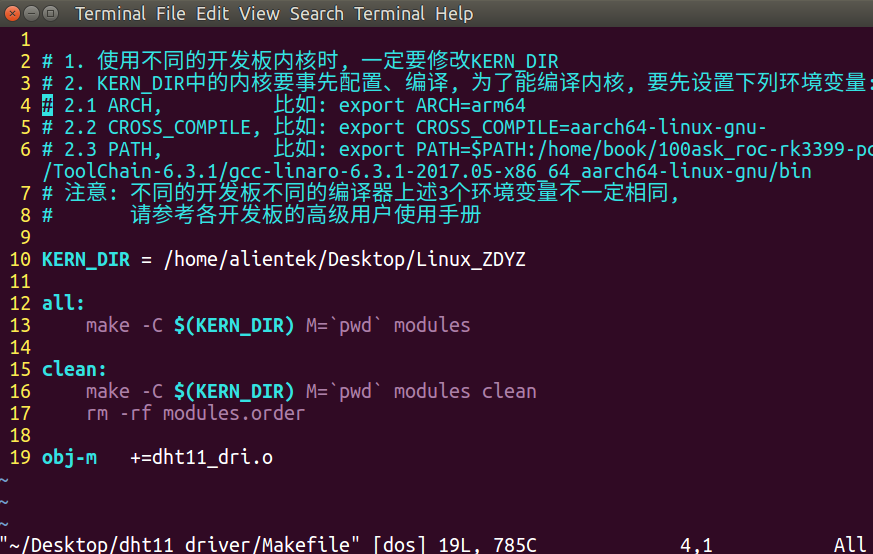 Terminal File Edit View Search Terminal Help
1
2 # 1. 使用不同的开发板内核时, 一定要修改KERN_DIR
3 # 2. KERN_DIR中的内核要事先配置、编译, 为了能编译内核, 要先设置下列环境变量:
4 # 2.1 ARCH, 比如: export ARCH=arm64
5 # 2.2 CROSS_COMPILE, 比如: export CROSS_COMPILE=aarch64-linux-gnu-
6 # 2.3 PATH, 比如: export PATH=$PATH:/home/book/100ask_roc-rk3399-pc
/ToolChain-6.3.1/gcc-linaro-6.3.1-2017.05-x86_64_aarch64-linux-gnu/bin
7 # 注意: 不同的开发板不同的编译器上述3个环境变量不一定相同,
8 # 请参考各开发板的高级用户使用手册
9
10 KERN_DIR = /home/alientek/Desktop/Linux_ZDYZ
11
12 all:
13 make -C $(KERN_DIR) M=`pwd` modules
14
15 clean:
16 make -C $(KERN_DIR) M=`pwd` modules clean
17 rm -rf modules.order
18
19 obj-m +=dht11_dri.o
~
~
~
"~/Desktop/dht11_driver/Makefile" [dos] 19L, 785C 4,1 All